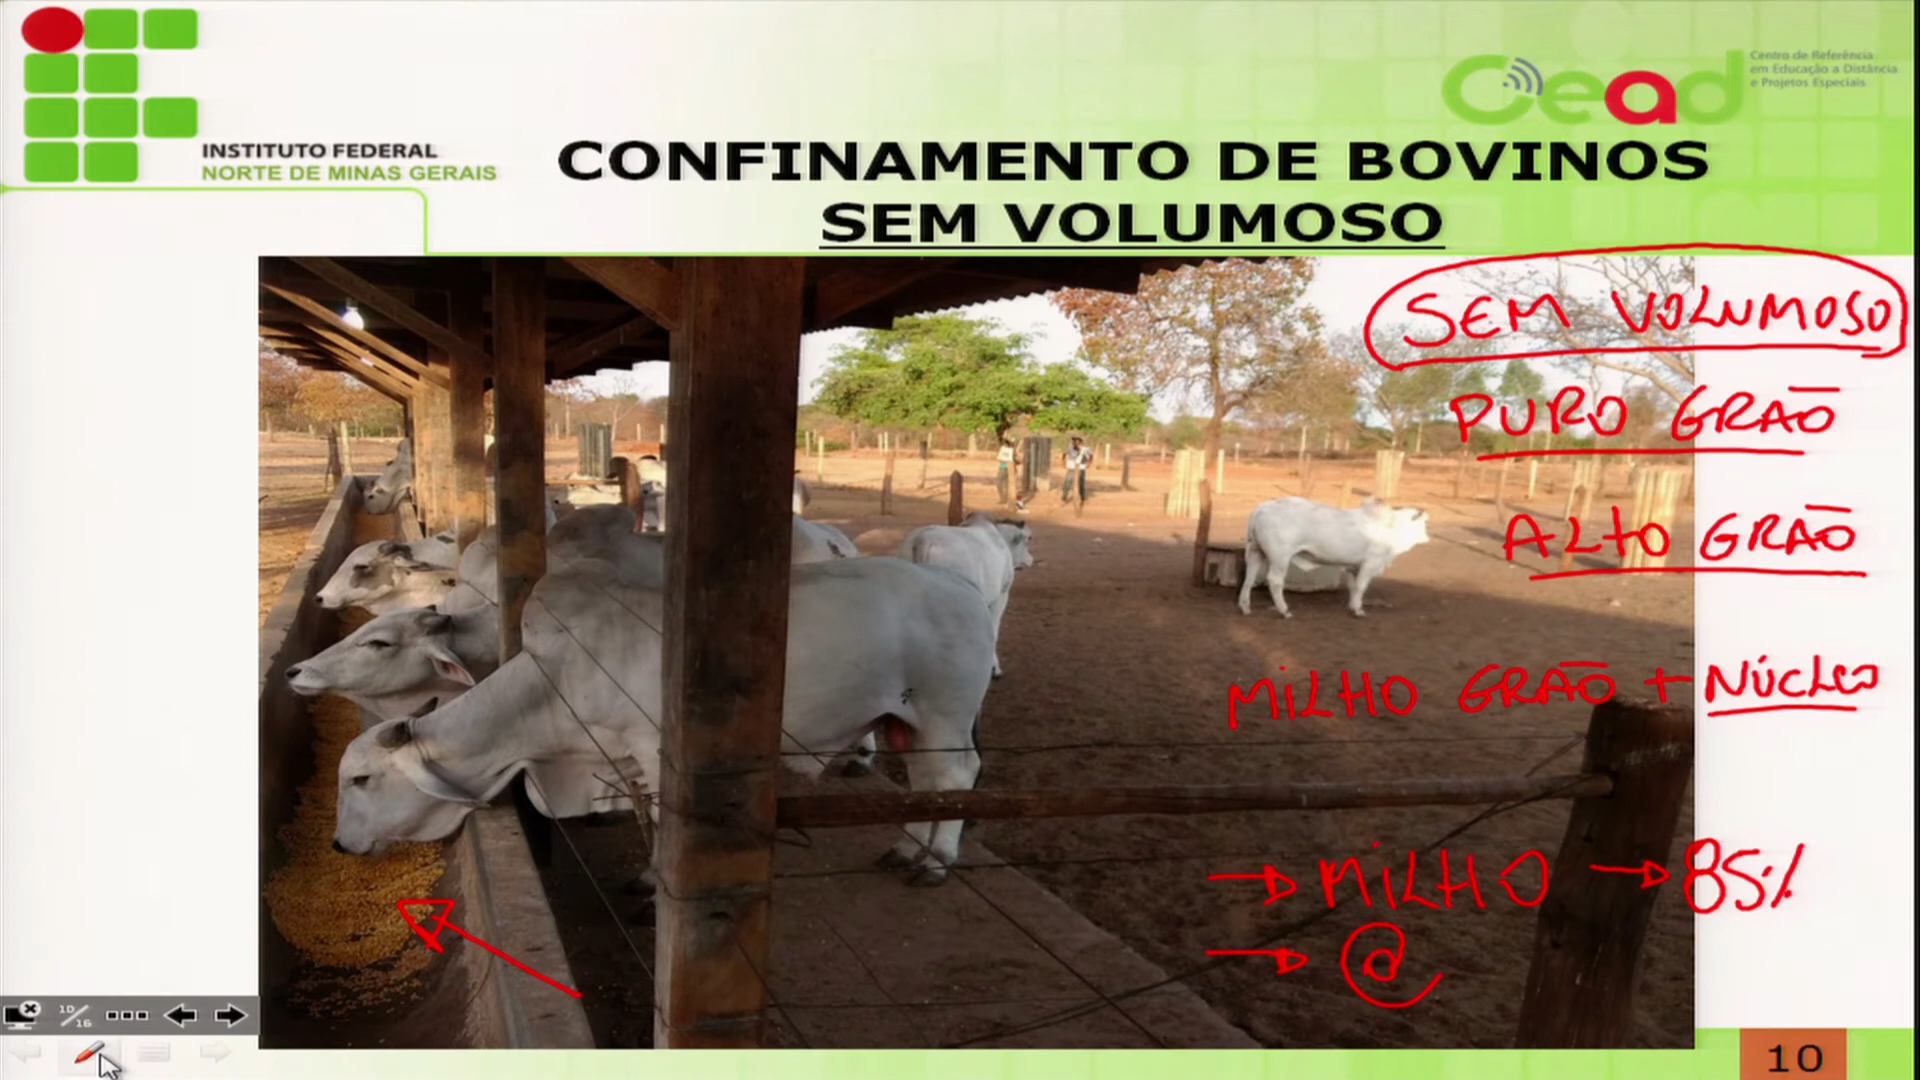 INSTITUTO FEDERAL
NORTE DE MINAS GERAIS
Cead
Centro de Referência
em Educação a Distância
e Projetos Especiais
CONFINAMENTO DE BOVINOS
SEM VOLUMOSO
SEM VOLUMOSO
PURO GRÃO
ALTO GRÃO
MILHO GRÃO + NÚCLEO
→ MILHO → 85%
→ @
10/16
10